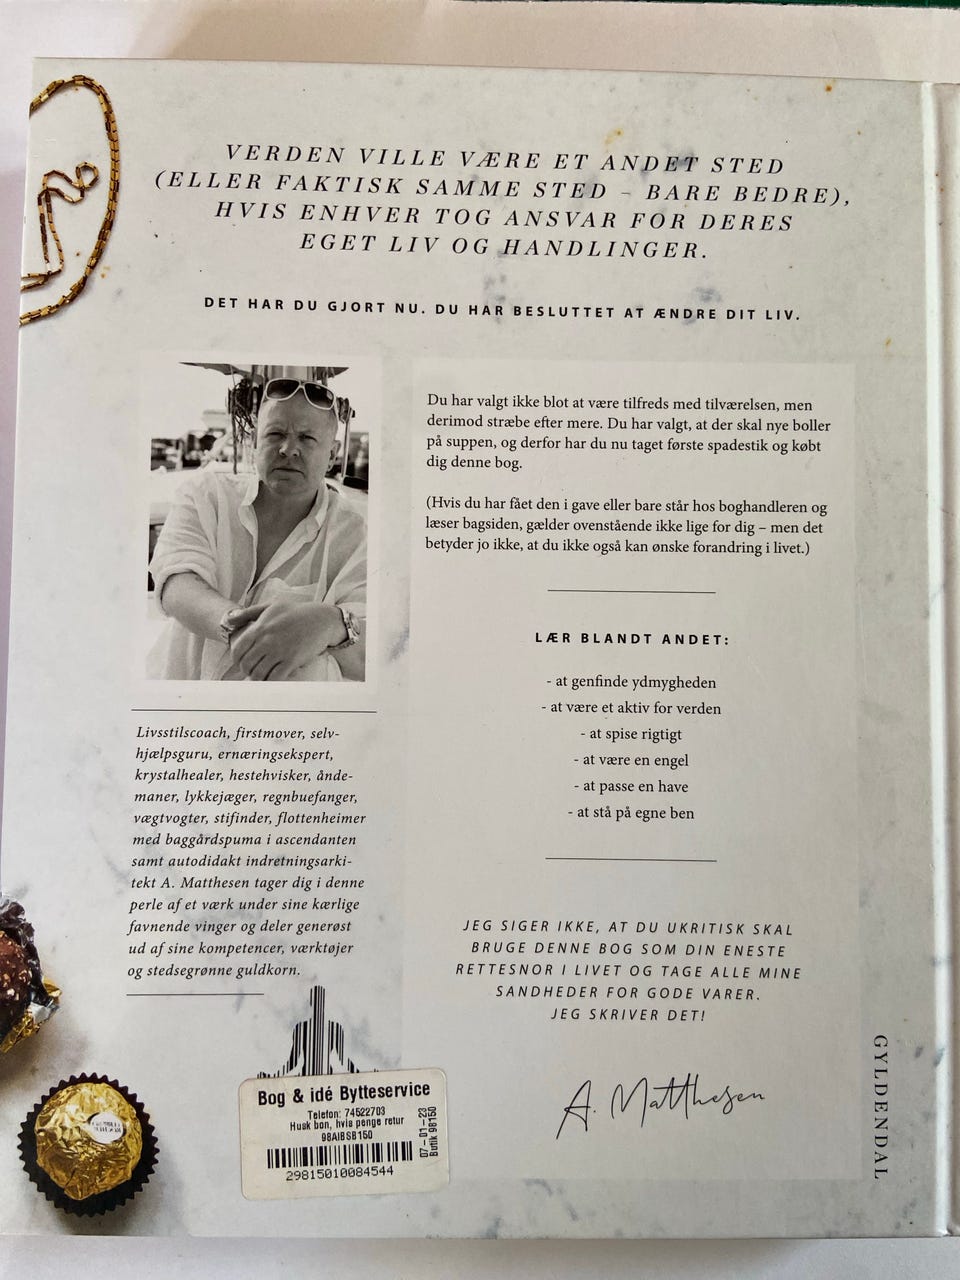 VERDEN VILLE VÆRE ET ANDET STED
(ELLER FAKTISK SAMME STED – BARE BEDRE),
HVIS ENHVER TOG ANSVAR FOR DERES
EGET LIV OG HANDLINGER.
DET HAR DU GJORT NU. DU HAR BESLUTTET AT ÆNDRE DIT LIV.
Du har valgt ikke blot at være tilfreds med tilværelsen, men
derimod stræbe efter mere. Du har valgt, at der skal nye boller
på suppen, og derfor har du nu taget første spadestik og købt
dig denne bog.
(Hvis du har fået den i gave eller bare står hos boghandleren og
læser bagsiden, gælder ovenstående ikke lige for dig – men det
betyder jo ikke, at du ikke også kan ønske forandring i livet.)
LÆR BLANDT ANDET:
- at genfinde ydmygheden
- at være et aktiv for verden
- at spise rigtigt
- at være en engel
- at passe en have
- at stå på egne ben
Livsstilscoach, firstmover, selv-
hjælpsguru, ernæringsekspert,
krystalhealer, hestehvisker, ånde-
maner, lykkejæger, regnbuefanger,
vægtvogter, stifinder, flottenheimer
med baggårdspuma i ascendanten
samt autodidakt indretningsarki-
tekt A. Matthesen tager dig i denne
perle af et værk under sine kærlige
favnende vinger og deler generøst
ud af sine kompetencer, værktøjer
og stedsegrønne guldkorn.
JEG SIGER IKKE, AT DU UKRITISK SKAL
BRUGE DENNE BOG SOM DIN ENESTE
RETTESNOR I LIVET OG TAGE ALLE MINE
SANDHEDER FOR GODE VARER.
JEG SKRIVER DET!
A. Matthesen
GYLDENDAL
Bog & idé Bytteservice
Telefon: 74522703
Husk bon, hvis penge retur
98AIBSB150
29815010084544
07-01-23
Butik 98150